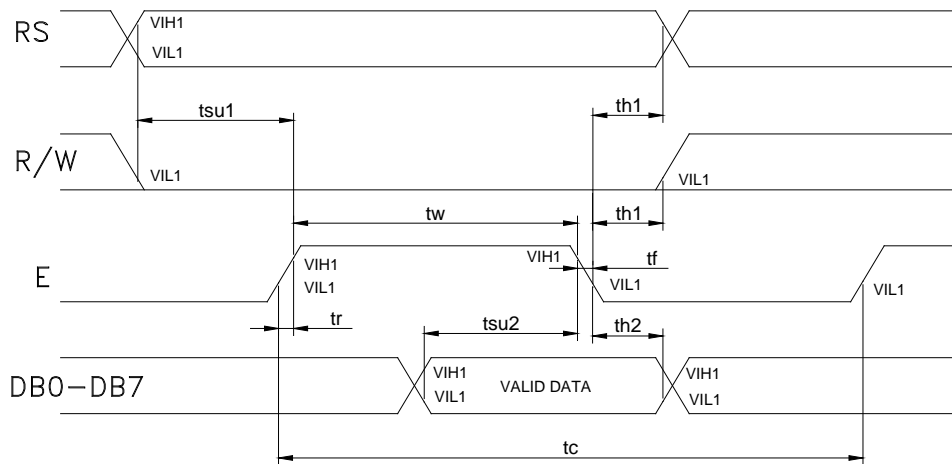 RS
VIH1
VIL1
tsu1
th1
R/W
VIL1
VIL1
tw
th1
E
VIH1
VIL1
VIH1
tf
VIL1
VIL1
tr
tsu2
th2
DB0-DB7
VIH1
VIL1
VALID DATA
VIH1
VIL1
tc